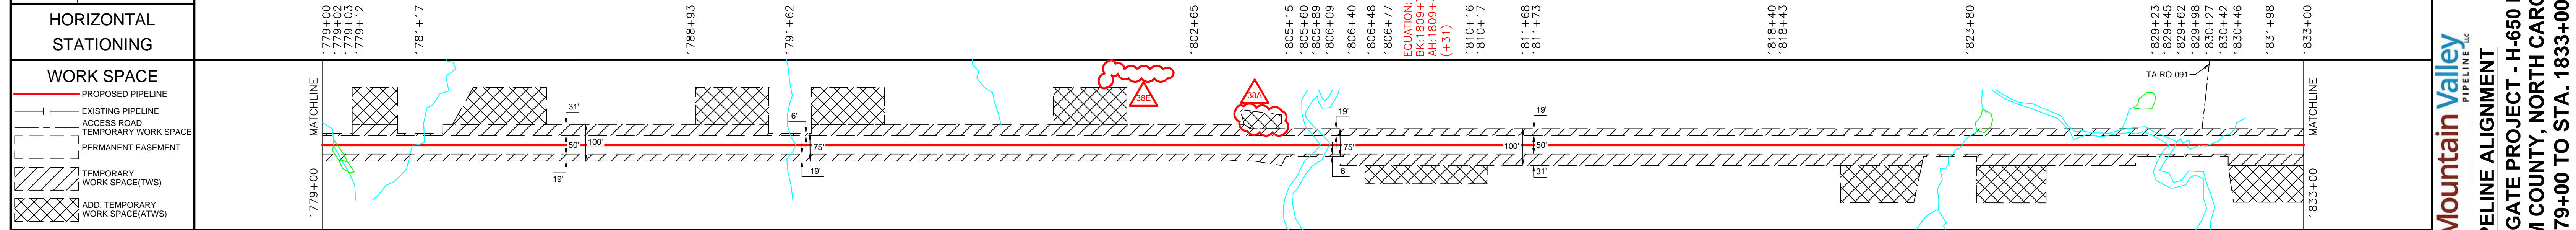 HORIZONTAL
STATIONING
1779+00
1779+02
1779+03
1779+12
1781+17
1788+93
1791+62
1802+65
1805+15
1805+60
1805+89
1806+09
1806+40
1806+48
1806+77
EQUATION:
BK:1809+
AH:1809+
(+31)
1810+16
1810+17
1811+68
1811+73
1818+40
1818+43
1823+80
1829+23
1829+45
1829+62
1829+98
1830+27
1830+42
1830+46
1831+98
1833+00
WORK SPACE
PROPOSED PIPELINE
EXISTING PIPELINE
ACCESS ROAD
TEMPORARY WORK SPACE
PERMANENT EASEMENT
TEMPORARY
WORK SPACE(TWS)
ADD. TEMPORARY
WORK SPACE(ATWS)
MATCHLINE
1779+00
31'
50'
100'
19'
6'
75'
19'
38E
38A
19'
75'
6'
100'
19'
50'
31'
TA-RO-091
MATCHLINE
1833+00
Mountain Valley
PIPELINE LLC
PELINE ALIGNMENT
GATE PROJECT - H-650
COUNTY, NORTH CARO
79+00 TO STA. 1833+00